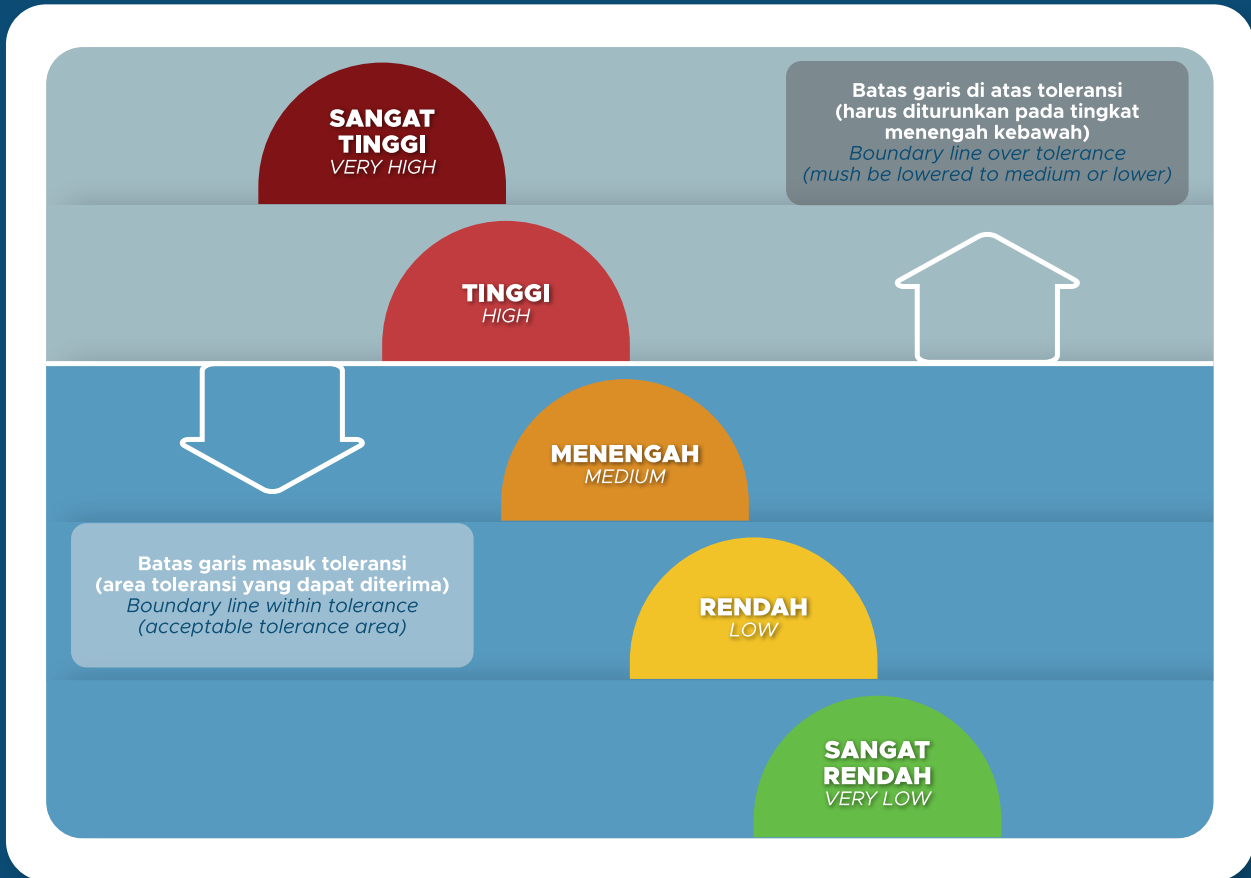 SANGAT
TINGGI
VERY HIGH
Batas garis di atas toleransi
(harus diturunkan pada tingkat
menengah kebawah)
Boundary line over tolerance
(mush be lowered to medium or lower)
TINGGI
HIGH
MENENGAH
MEDIUM
Batas garis masuk toleransi
(area toleransi yang dapat diterima)
Boundary line within tolerance
(acceptable tolerance area)
RENDAH
LOW
SANGAT
RENDAH
VERY LOW